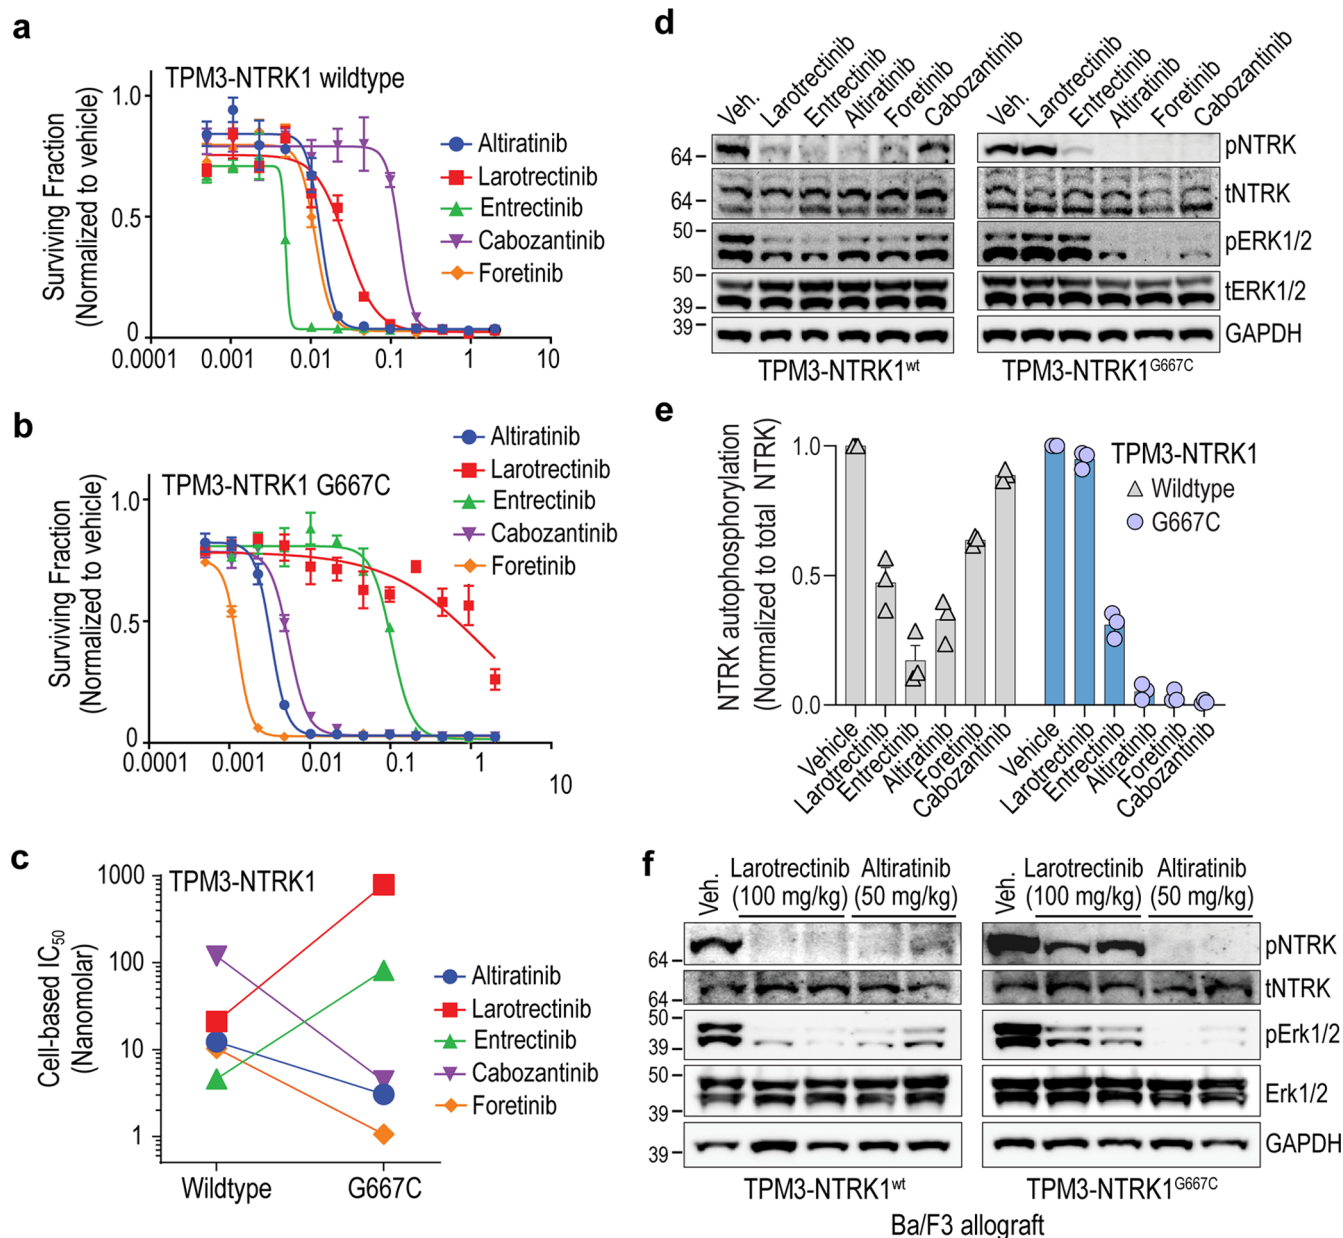 a
TPM3-NTRK1 wildtype
Surviving Fraction
(Normalized to vehicle)
1.0
0.5
0
0.0001 0.001 0.01 0.1 1 10
Altiratinib
Larotrectinib
Entrectinib
Cabozantinib
Foretinib
b
TPM3-NTRK1 G667C
Surviving Fraction
(Normalized to vehicle)
1.0
0.5
0
0.0001 0.001 0.01 0.1 1 10
Altiratinib
Larotrectinib
Entrectinib
Cabozantinib
Foretinib
c
TPM3-NTRK1
Cell-based IC50
(Nanomolar)
1000
100
10
1
Wildtype G667C
Altiratinib
Larotrectinib
Entrectinib
Cabozantinib
Foretinib
d
Veh. Larotrectinib Entrectinib Altiratinib Foretinib Cabozantinib
Veh. Larotrectinib Entrectinib Altiratinib Foretinib Cabozantinib
64 pNTRK
64 tNTRK
50 pERK1/2
50 39 tERK1/2
39 GAPDH
TPM3-NTRK1wt TPM3-NTRK1G667C
e
NTRK autophosphorylation
(Normalized to total NTRK)
1.0
0.5
0.0
TPM3-NTRK1
Wildtype
G667C
Vehicle Larotrectinib Entrectinib Altiratinib Foretinib Cabozantinib
Vehicle Larotrectinib Entrectinib Altiratinib Foretinib Cabozantinib
f
Veh. Larotrectinib Altiratinib Veh. Larotrectinib Altiratinib
(100 mg/kg) (50 mg/kg) (100 mg/kg) (50 mg/kg)
64 pNTRK
64 tNTRK
50 39 pErk1/2
50 39 Erk1/2
39 GAPDH
TPM3-NTRK1wt TPM3-NTRK1G667C
Ba/F3 allograft